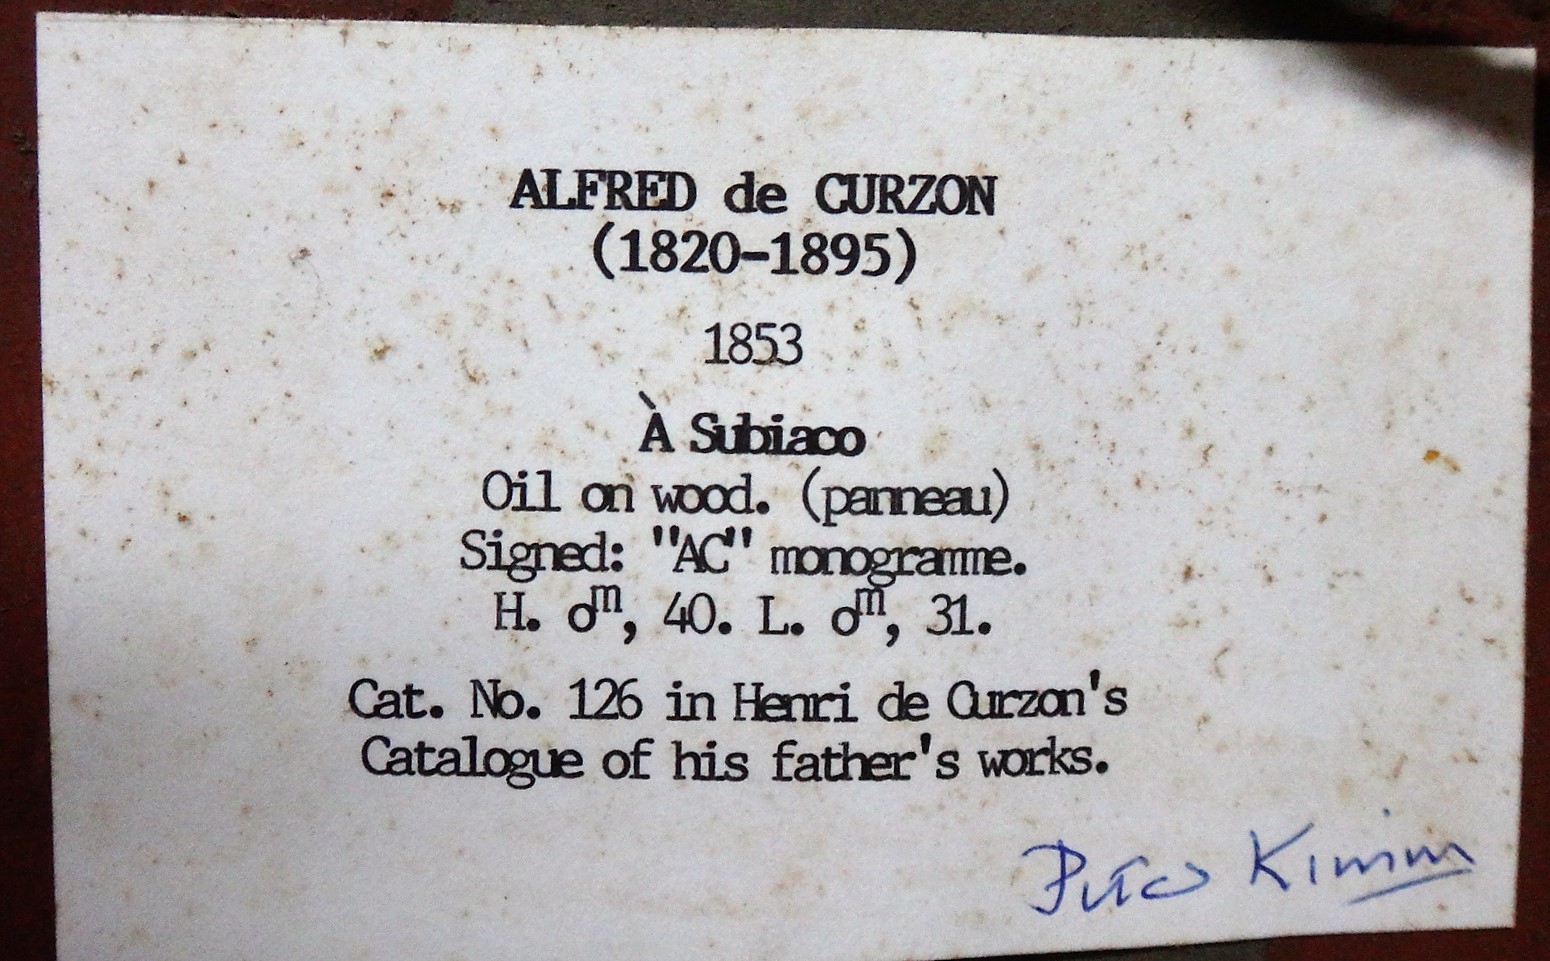 ALFRED de CURZON
(1820-1895)
1853
À Subiaco
Oil on wood. (panneau)
Signed: "AC" monogramme.
H. oᵐ, 40. L. oᵐ, 31.
Cat. No. 126 in Henri de Curzon's
Catalogue of his father's works.